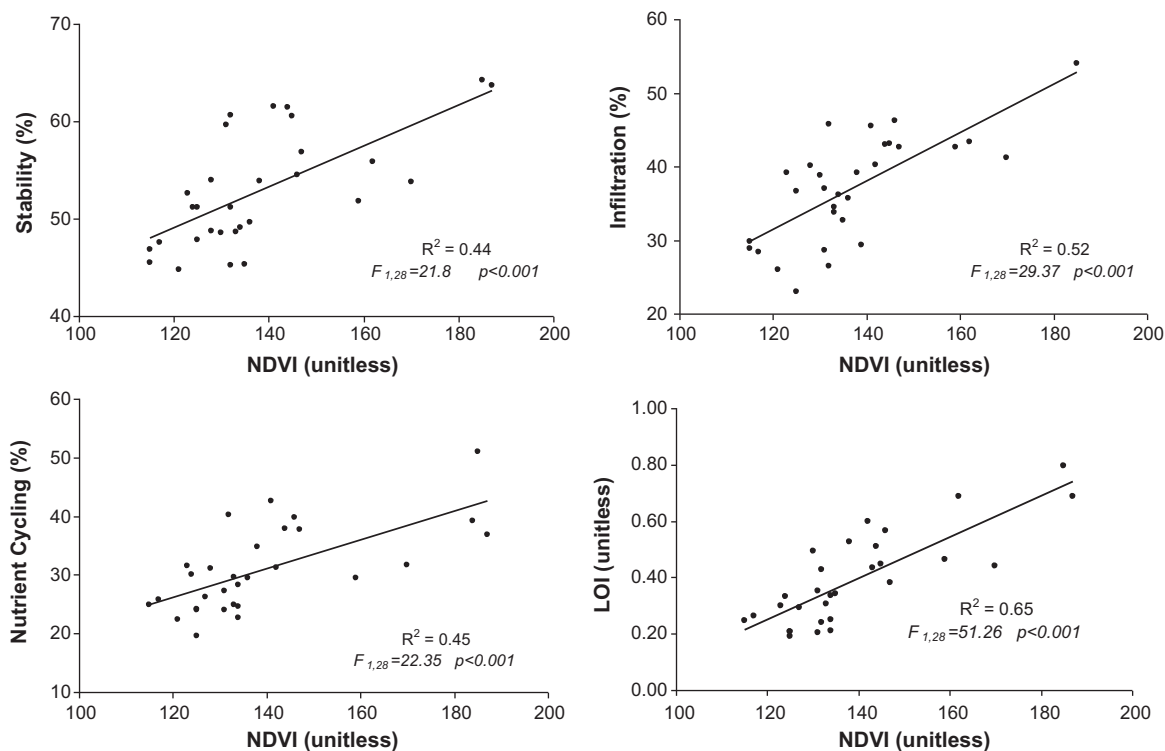 Stability (%)
70
60
50
40
100 120 140 160 180 200
NDVI (unitless)
R² = 0.44
F1,28=21.8 p<0.001
Infiltration (%)
60
50
40
30
20
100 120 140 160 180 200
NDVI (unitless)
R² = 0.52
F1,28=29.37 p<0.001
Nutrient Cycling (%)
60
50
40
30
20
10
100 120 140 160 180 200
NDVI (unitless)
R² = 0.45
F1,28=22.35 p<0.001
LOI (unitless)
1.00
0.80
0.60
0.40
0.20
0.00
100 120 140 160 180 200
NDVI (unitless)
R² = 0.65
F1,28=51.26 p<0.001